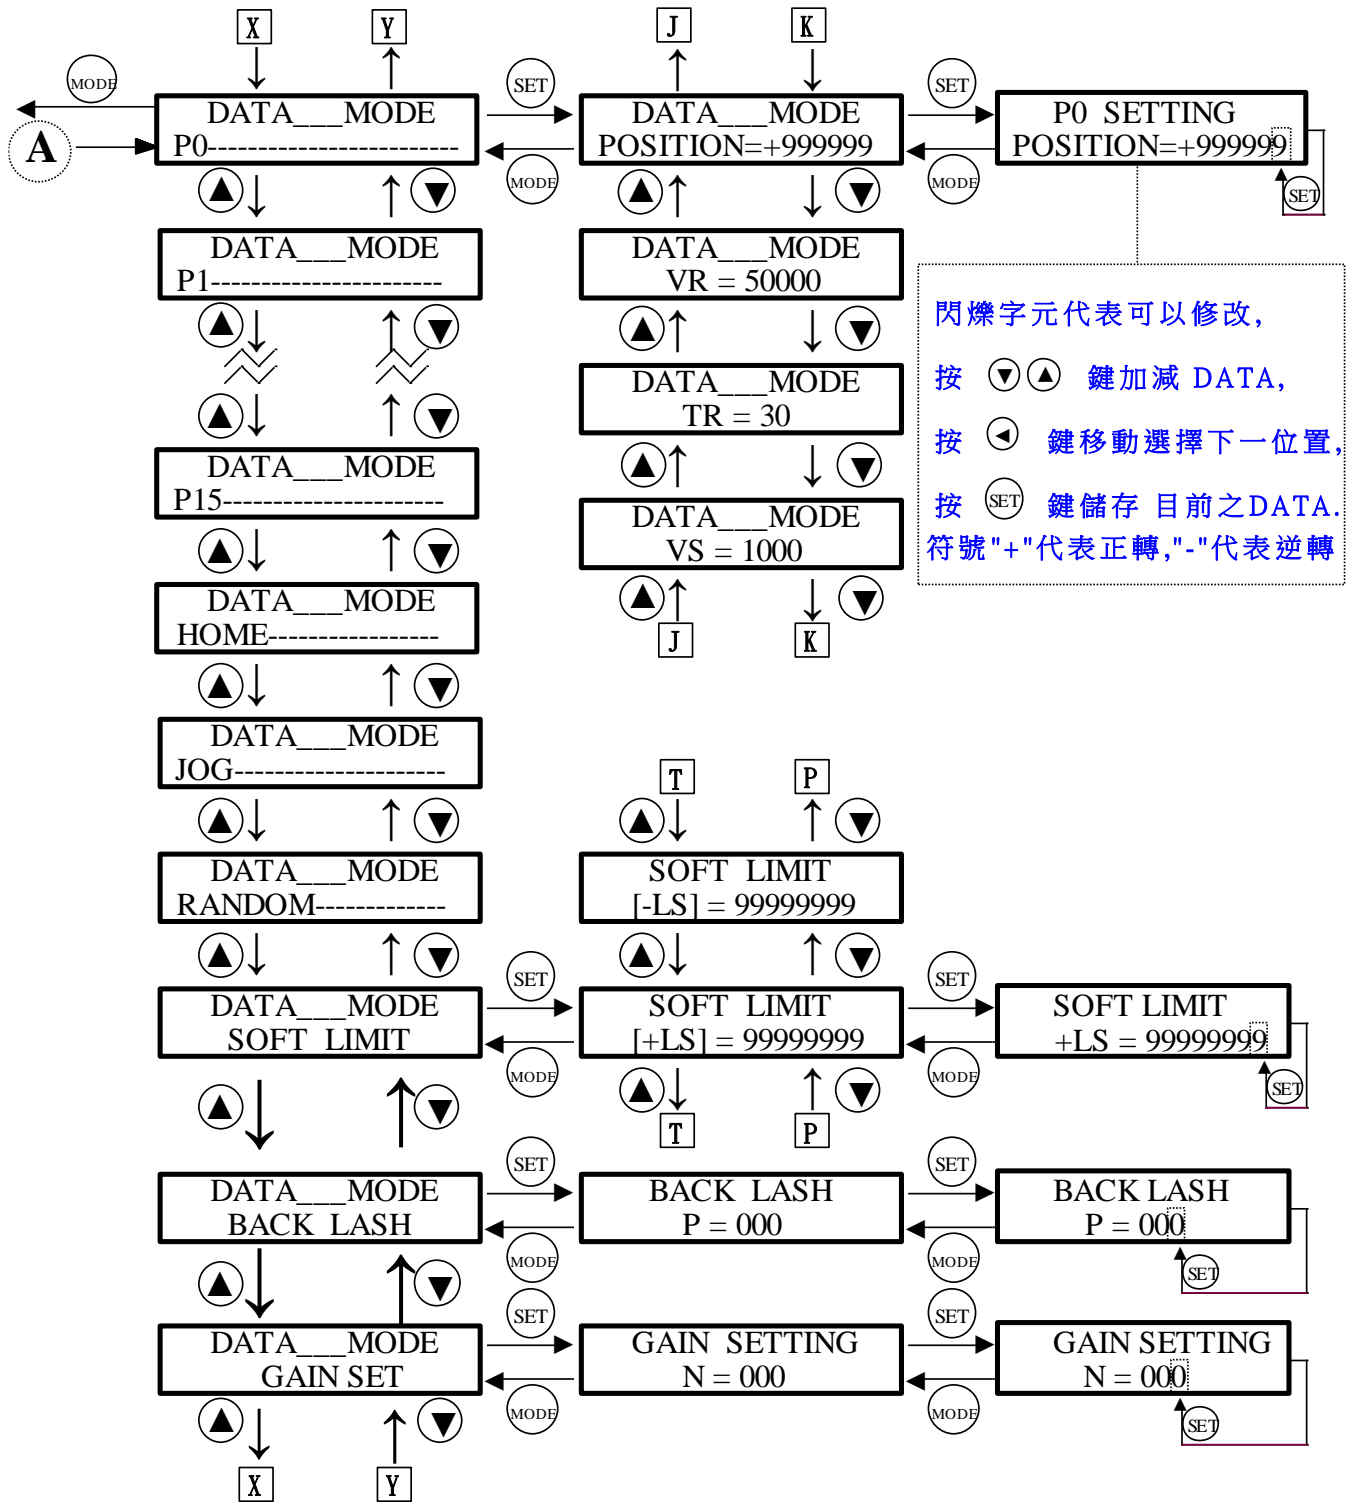 X
Y
J
K
MODE
SET
SET
A
DATA___MODE
P0-------------------------
DATA___MODE
POSITION=+999999
P0 SETTING
POSITION=+999999
MODE
MODE
SET
▲
▼
▲
▼
DATA___MODE
P1-----------------------
DATA___MODE
VR = 50000
▲
▼
▲
▼
DATA___MODE
TR = 30
▲
▼
▲
▼
DATA___MODE
P15----------------------
DATA___MODE
VS = 1000
閃爍字元代表可以修改,
按 ▼ ▲ 鍵加減 DATA,
按 ◄ 鍵移動選擇下一位置,
按 SET 鍵儲存 目前之DATA.
符號"+"代表正轉,"-"代表逆轉
▲
▼
▲
▼
J
K
DATA___MODE
HOME-----------------
▲
▼
DATA___MODE
JOG---------------------
T
P
▲
▼
▲
▼
DATA___MODE
RANDOM-------------
SOFT LIMIT
[-LS] = 99999999
▲
▼
▲
▼
SET
SET
DATA___MODE
SOFT LIMIT
SOFT LIMIT
[+LS] = 99999999
SOFT LIMIT
+LS = 99999999
MODE
MODE
SET
▲
▼
▲
▼
T
P
SET
SET
DATA___MODE
BACK LASH
BACK LASH
P = 000
BACK LASH
P = 000
MODE
MODE
SET
▲
▼
SET
SET
DATA___MODE
GAIN SET
GAIN SETTING
N = 000
GAIN SETTING
N = 000
MODE
MODE
SET
▲
▼
X
Y